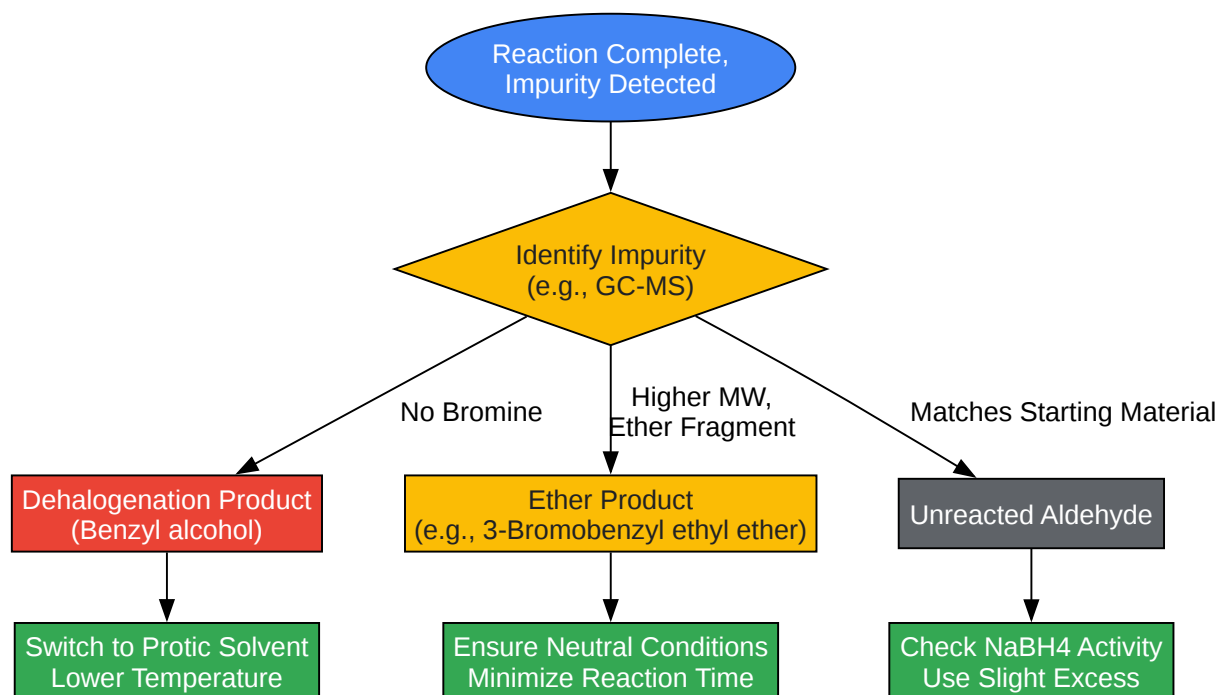 Reaction Complete,
Impurity Detected
Identify Impurity
(e.g., GC-MS)
No Bromine
Higher MW,
Ether Fragment
Matches Starting Material
Dehalogenation Product
(Benzyl alcohol)
Ether Product
(e.g., 3-Bromobenzyl ethyl ether)
Unreacted Aldehyde
Switch to Protic Solvent
Lower Temperature
Ensure Neutral Conditions
Minimize Reaction Time
Check NaBH4 Activity
Use Slight Excess